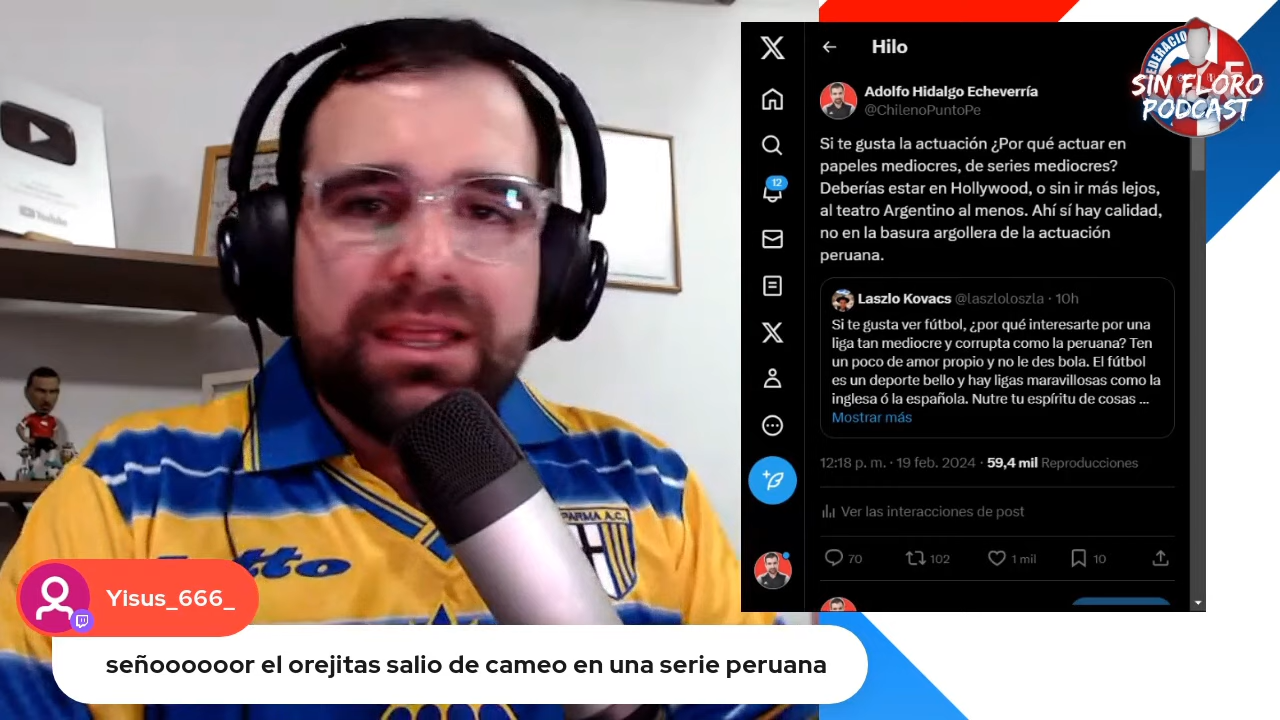 YouTube
Lotto
PARMA A.C.
Yisus_666_
señoooooor el orejitas salio de cameo en una serie peruana
Hilo
Adolfo Hidalgo Echeverría
@ChilenoPuntoPe
Si te gusta la actuación ¿Por qué actuar en
papeles mediocres, de series mediocres?
Deberías estar en Hollywood, o sin ir más lejos,
al teatro Argentino al menos. Ahí sí hay calidad,
no en la basura argollera de la actuación
peruana.
Laszlo Kovacs @laszloloszla · 10h
Si te gusta ver fútbol, ¿por qué interesarte por una
liga tan mediocre y corrupta como la peruana? Ten
un poco de amor propio y no le des bola. El fútbol
es un deporte bello y hay ligas maravillosas como la
inglesa ó la española. Nutre tu espíritu de cosas ...
Mostrar más
12:18 p. m. · 19 feb. 2024 · 59,4 mil Reproducciones
Ver las interacciones de post
70 102 1 mil 10
12
SIN FLORO
PODCAST